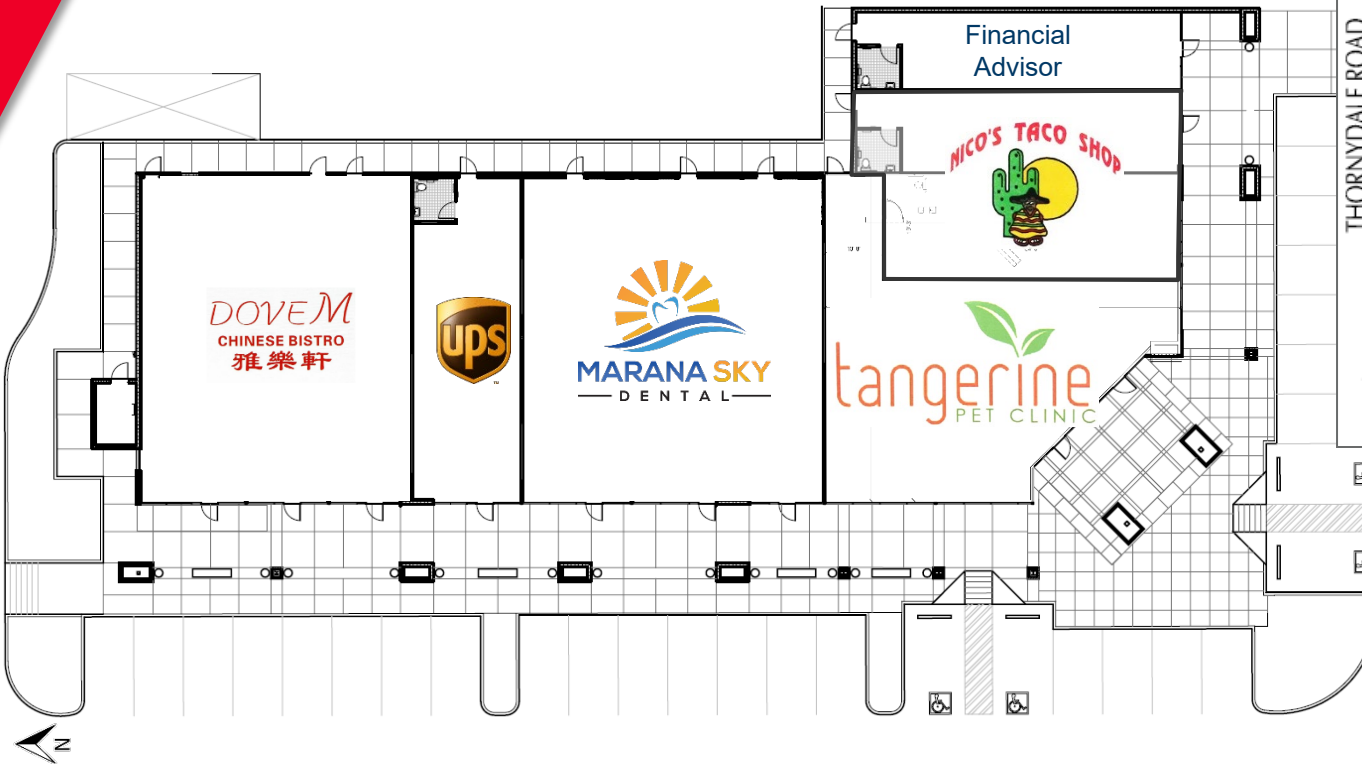 Financial
Advisor
THORNYDALE ROAD
NICO'S TACO SHOP
DOVE M
CHINESE BISTRO
雅樂軒
ups
TM
MARANA SKY
DENTAL
tangerine
PET CLINIC
N